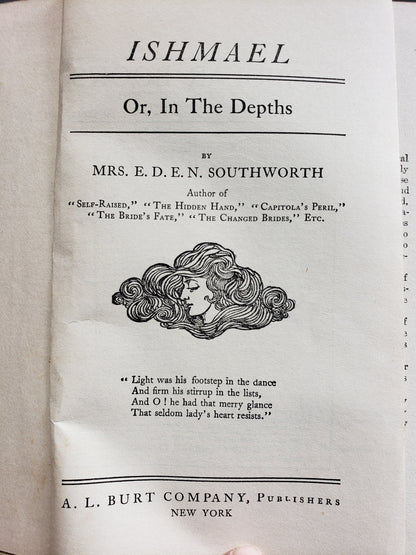 ISHMAEL
Or, In The Depths
BY
MRS. E. D. E. N. SOUTHWORTH
Author of
"Self-Raised," "The Hidden Hand," "Capitola's Peril,"
"The Bride's Fate," "The Changed Brides," Etc.
"Light was his footstep in the dance
And firm his stirrup in the lists,
And O! he had that merry glance
That seldom lady's heart resists."
A. L. BURT COMPANY, Publishers
NEW YORK